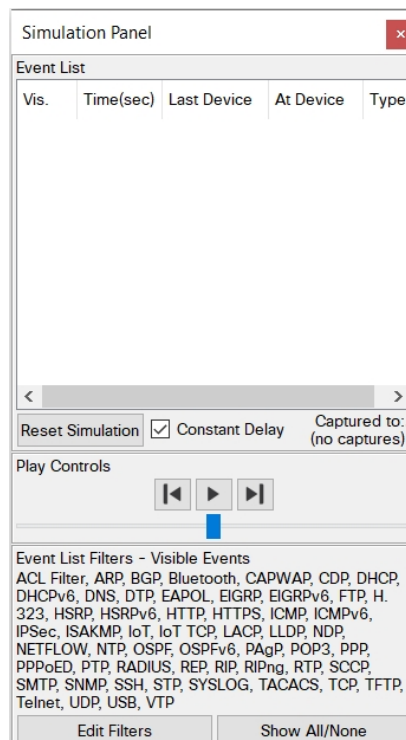 Simulation Panel
Event List
Vis. Time(sec) Last Device At Device Type
Reset Simulation Constant Delay Captured to:
(no captures)
Play Controls
Event List Filters - Visible Events
ACL Filter, ARP, BGP, Bluetooth, CAPWAP, CDP, DHCP,
DHCPv6, DNS, DTP, EAPOL, EIGRP, EIGRPv6, FTP, H.
323, HSRP, HSRPv6, HTTP, HTTPS, ICMP, ICMPv6,
IPSec, ISAKMP, IoT, IoT TCP, LACP, LLDP, NDP,
NETFLOW, NTP, OSPF, OSPFv6, PAgP, POP3, PPP,
PPPoED, PTP, RADIUS, REP, RIP, RIPng, RTP, SCCP,
SMTP, SNMP, SSH, STP, SYSLOG, TACACS, TCP, TFTP,
Telnet, UDP, USB, VTP
Edit Filters Show All/None